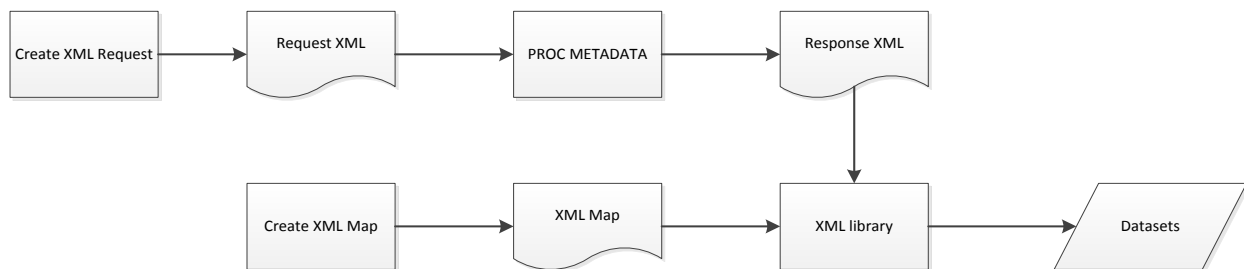 Create XML Request
Request XML
PROC METADATA
Response XML
Create XML Map
XML Map
XML library
Datasets